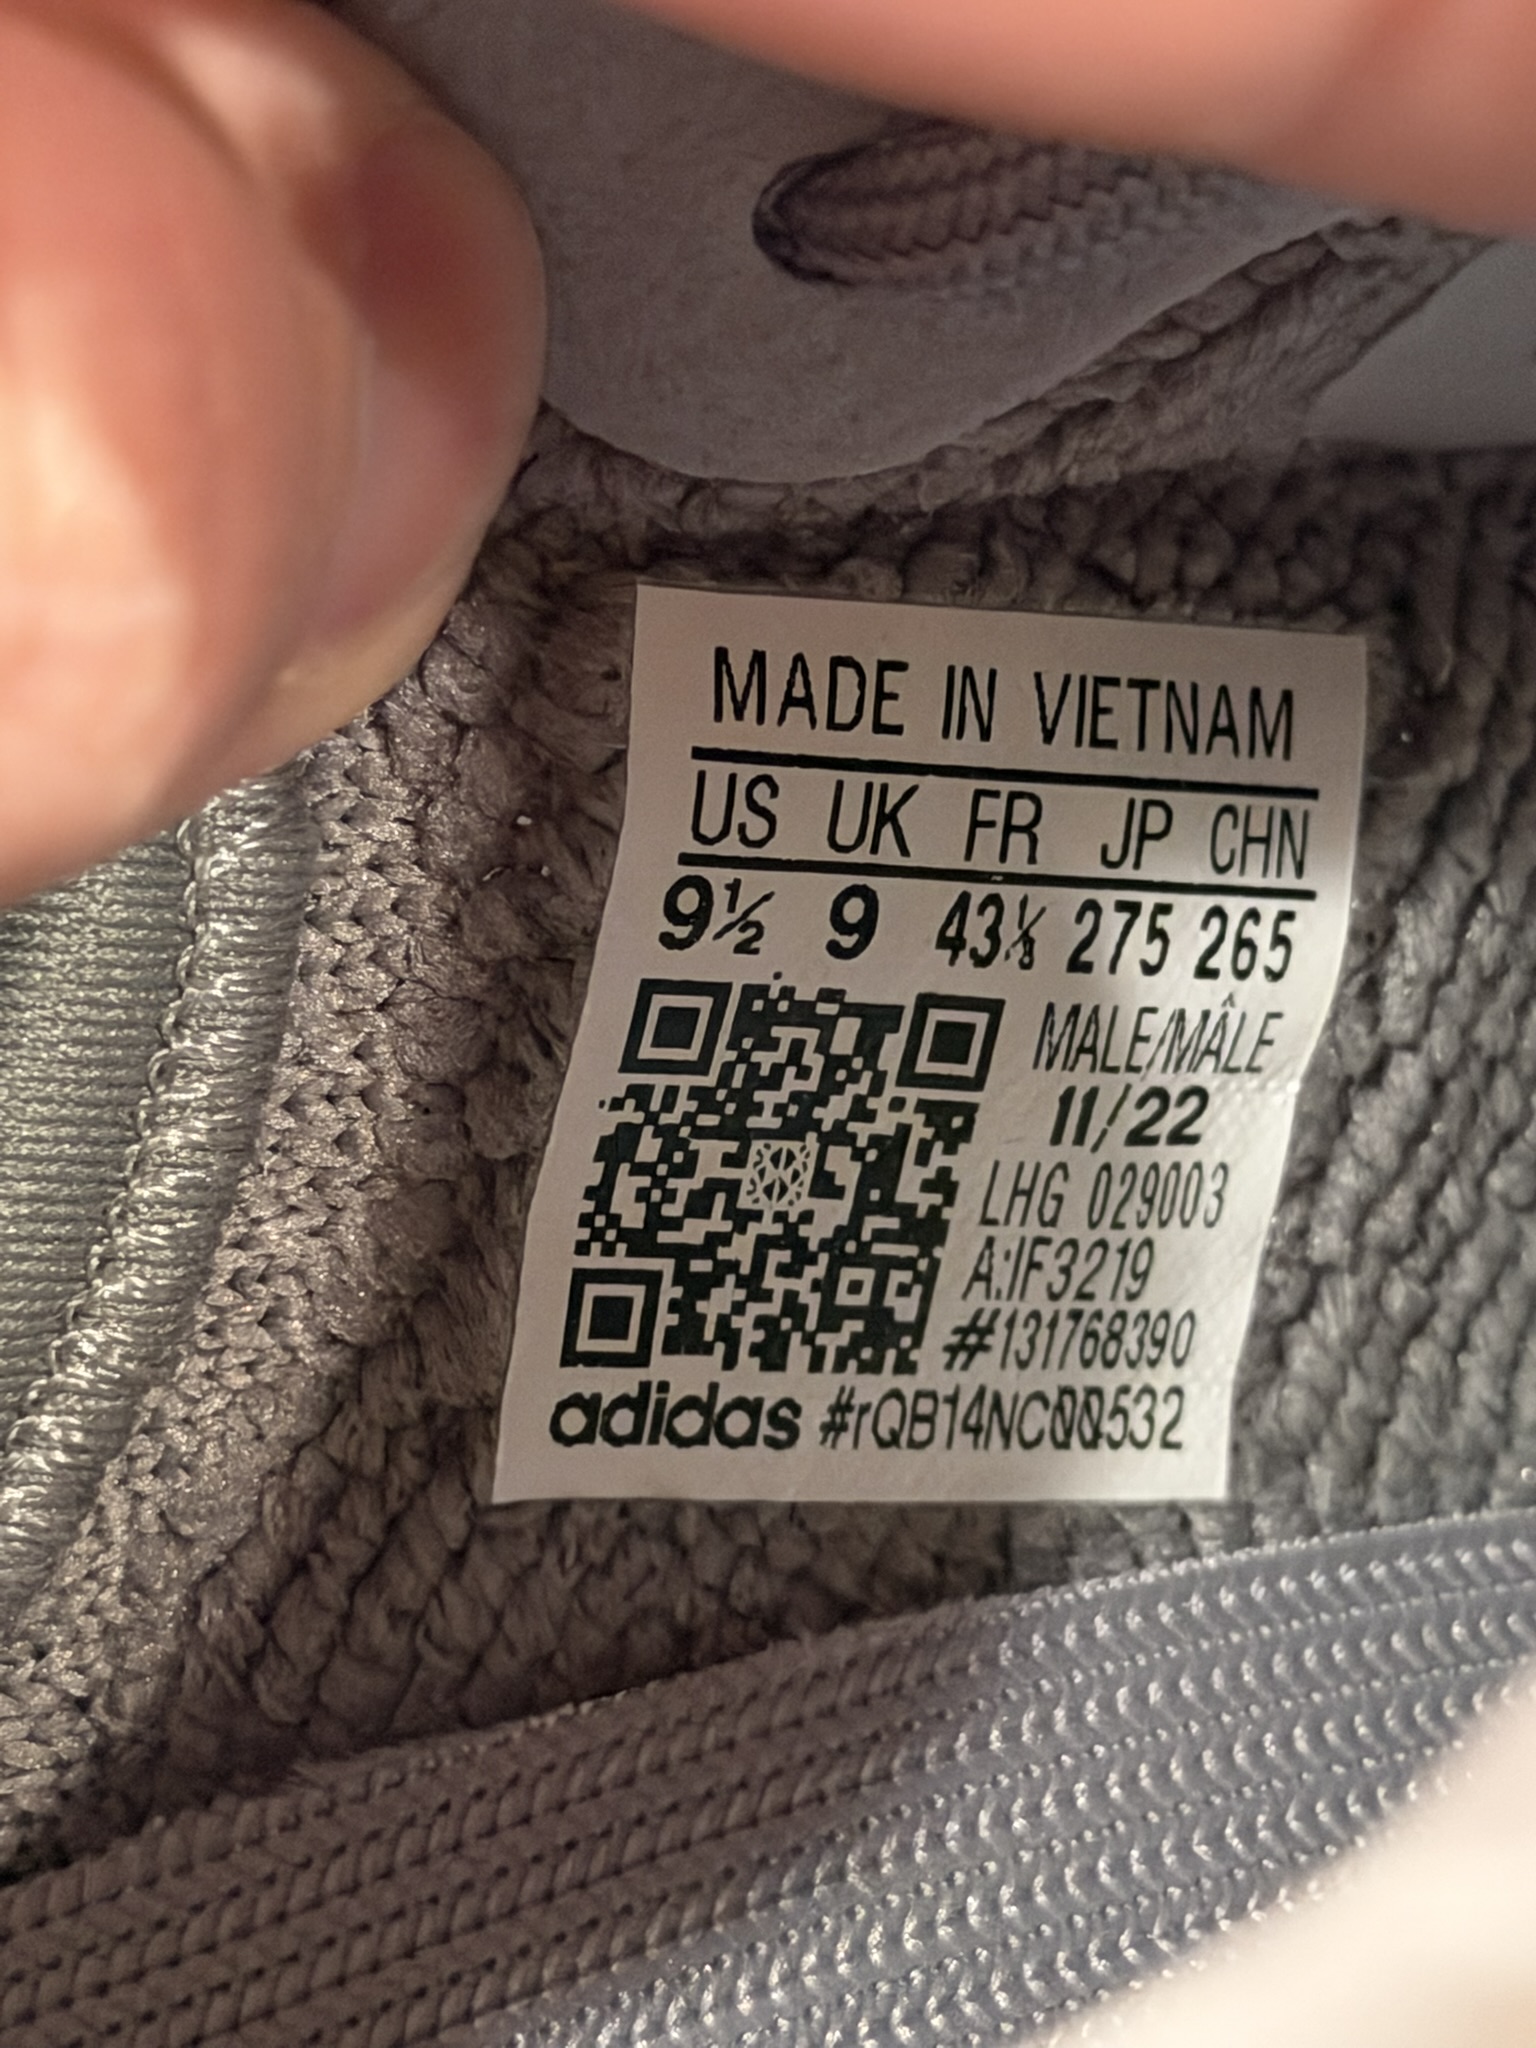 MADE IN VIETNAM
US UK FR JP CHN
9½ 9 43⅓ 275 265
MALE/MÂLE
11/22
LHG 029003
A:IF3219
#131768390
adidas #rQB14NC00532